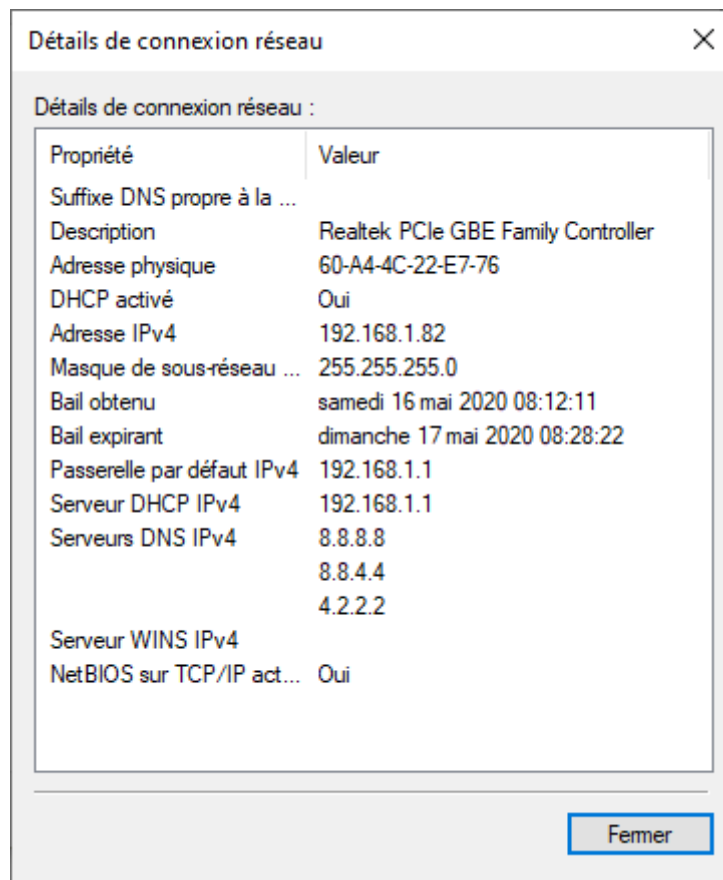 Détails de connexion réseau
Détails de connexion réseau :
Propriété Valeur
Suffixe DNS propre à la ...
Description Realtek PCIe GBE Family Controller
Adresse physique 60-A4-4C-22-E7-76
DHCP activé Oui
Adresse IPv4 192.168.1.82
Masque de sous-réseau ... 255.255.255.0
Bail obtenu samedi 16 mai 2020 08:12:11
Bail expirant dimanche 17 mai 2020 08:28:22
Passerelle par défaut IPv4 192.168.1.1
Serveur DHCP IPv4 192.168.1.1
Serveurs DNS IPv4 8.8.8.8
8.8.4.4
4.2.2.2
Serveur WINS IPv4
NetBIOS sur TCP/IP act... Oui
Fermer